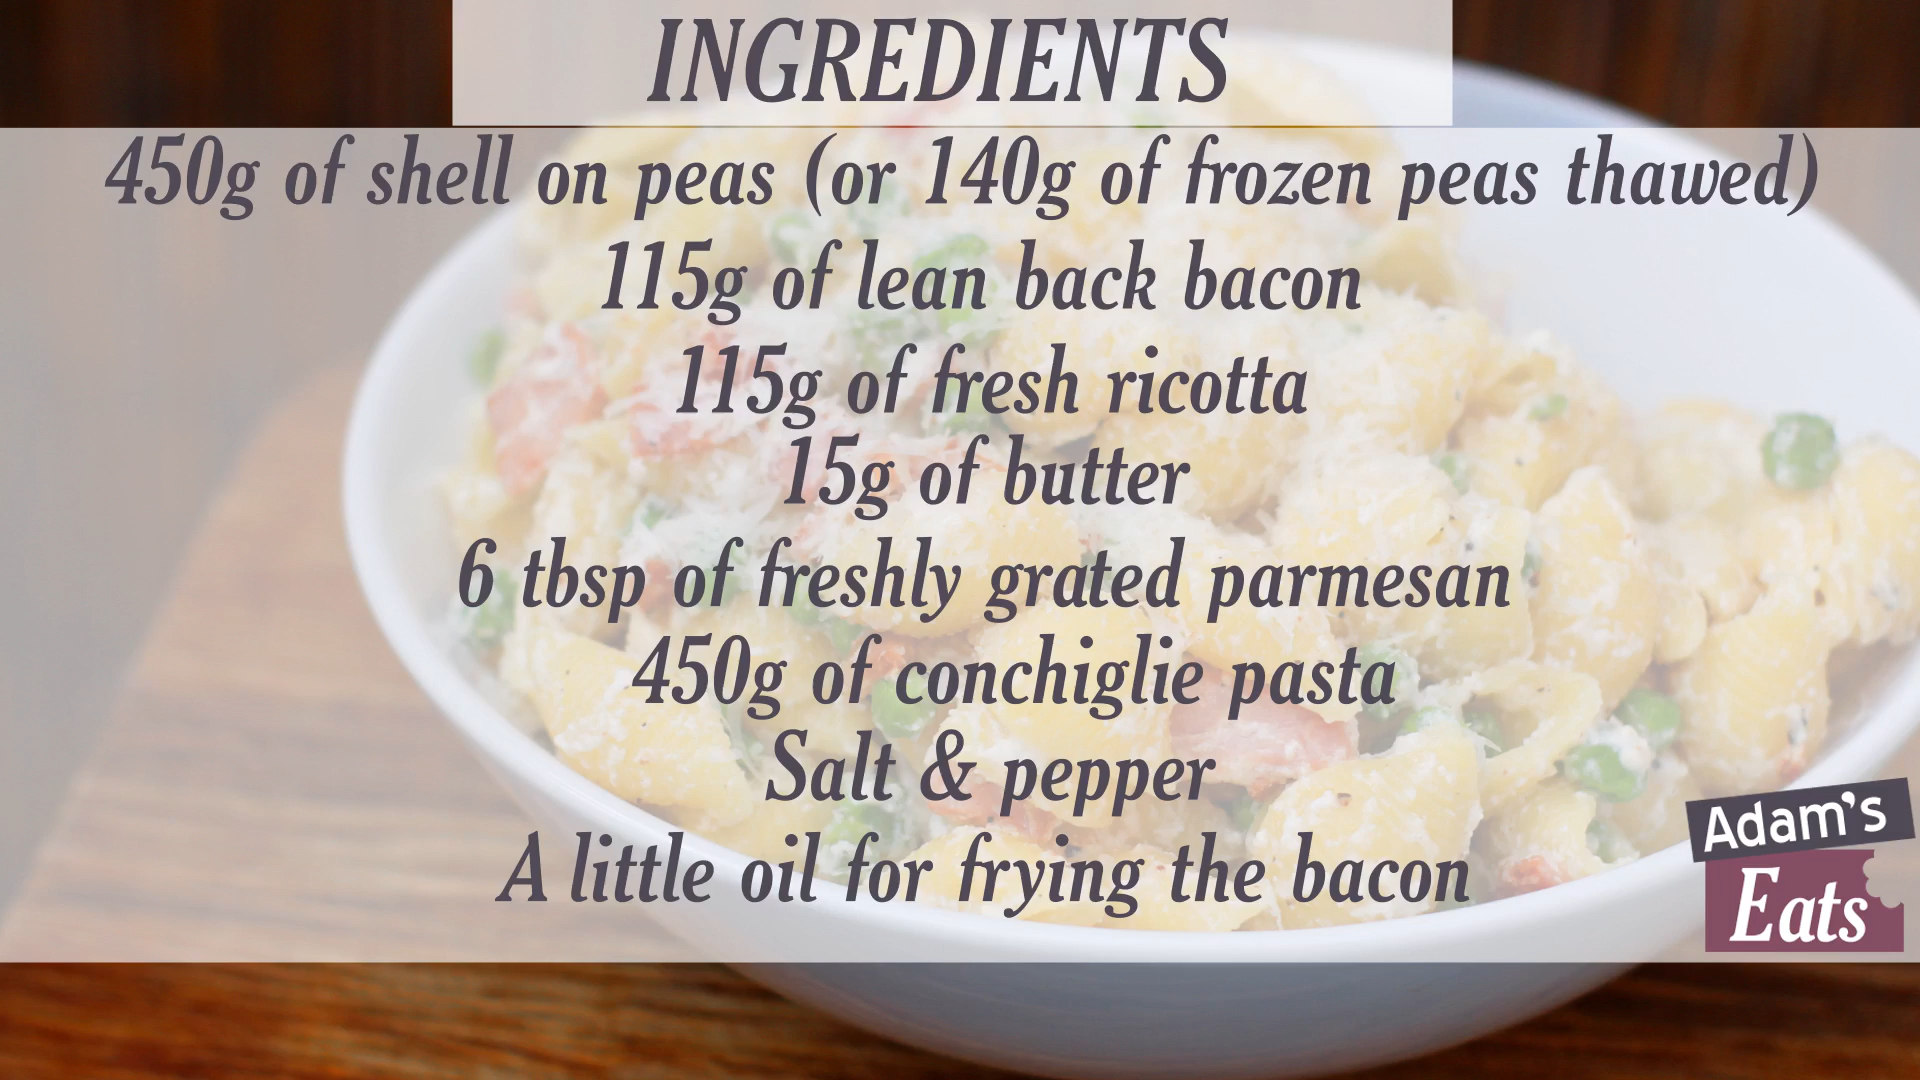 INGREDIENTS
450g of shell on peas (or 140g of frozen peas thawed)
115g of lean back bacon
115g of fresh ricotta
15g of butter
6 tbsp of freshly grated parmesan
450g of conchiglie pasta
Salt & pepper
A little oil for frying the bacon
Adam's
Eats